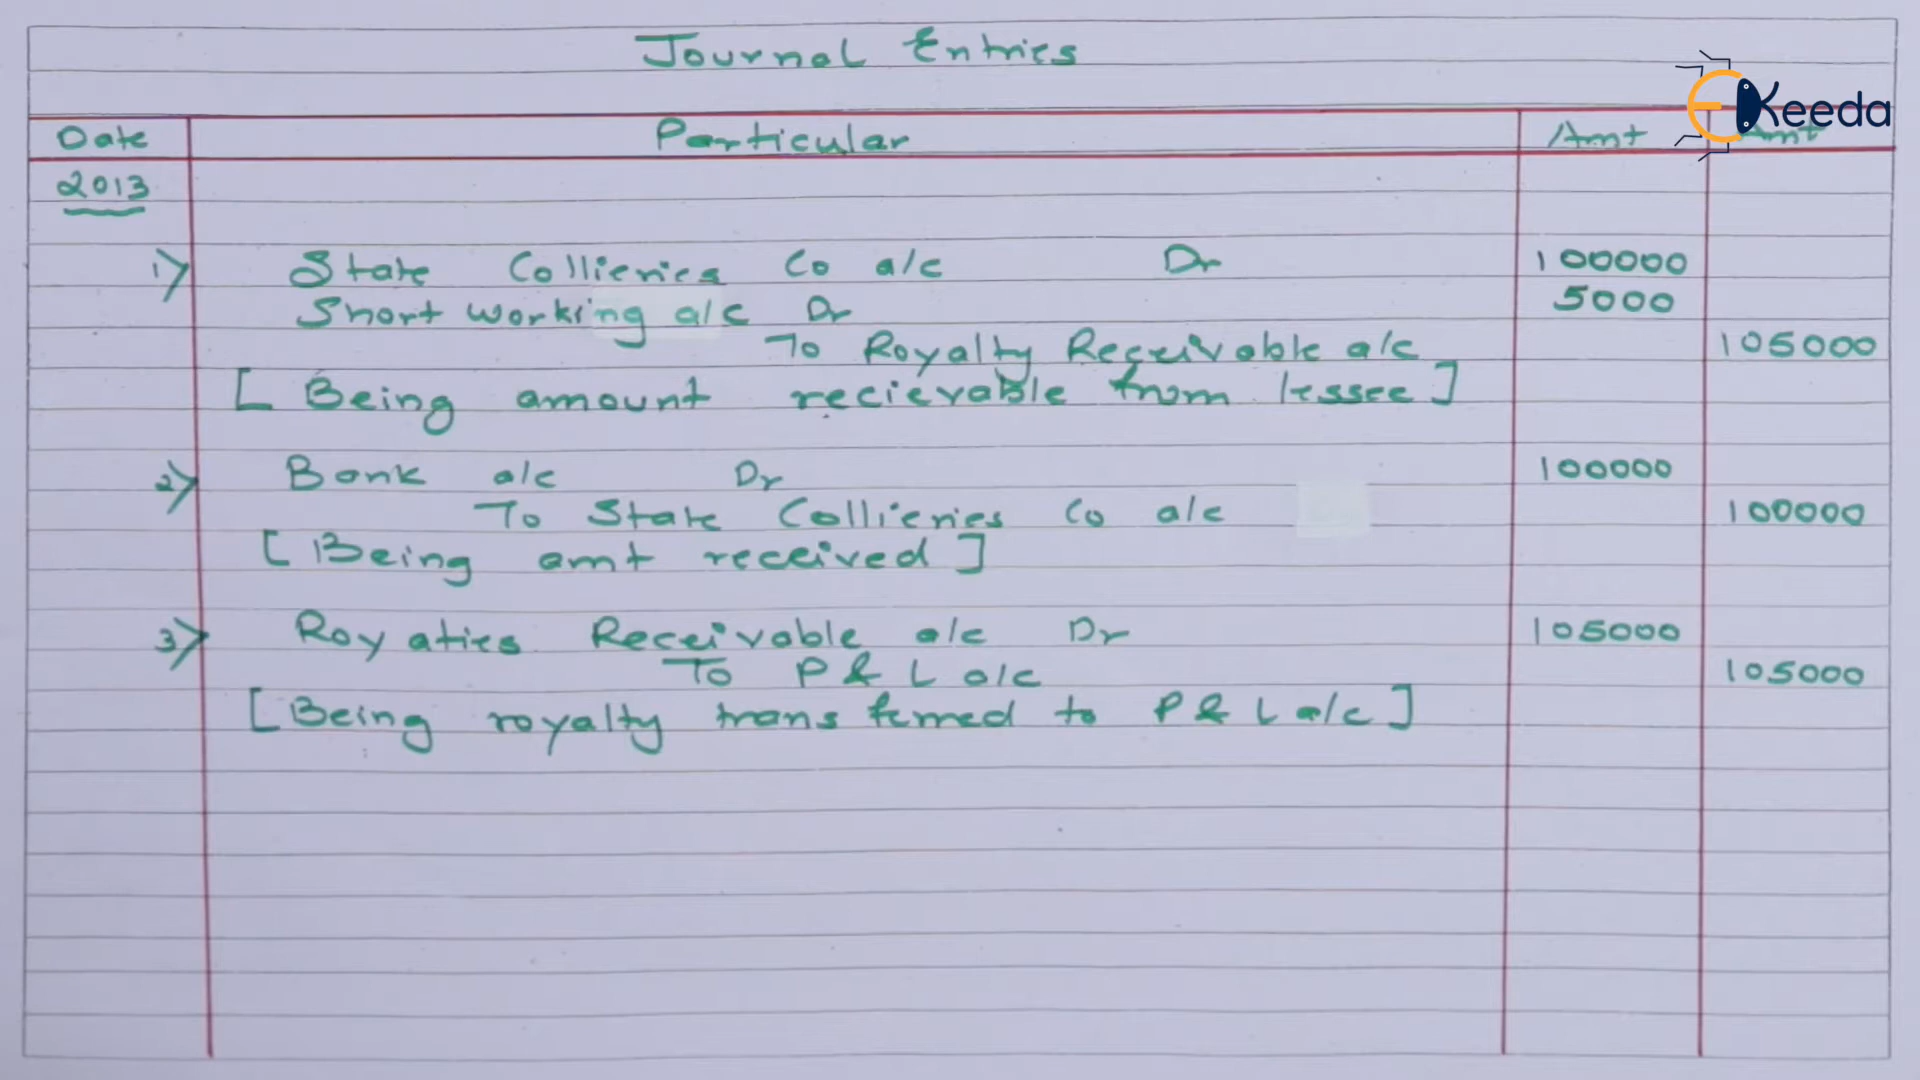 Journal Entries
EKeeda
Date Particular Amt Amt
2013
1) State Collieries Co a/c Dr 100000
Short working a/c Dr 5000
To Royalty Receivable a/c 105000
[ Being amount recievable from lessee ]
2) Bank a/c Dr 100000
To State Collieries Co a/c 100000
[ Being amt received ]
3) Royaties Receivable a/c Dr 105000
To P & L a/c 105000
[ Being royalty transferred to P & L a/c ]